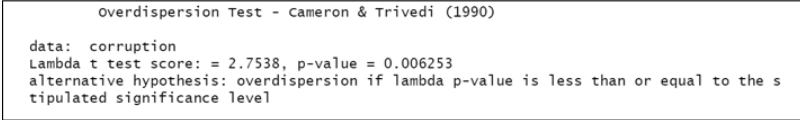 Overdispersion Test - Cameron & Trivedi (1990)
data:  corruption
Lambda t test score: = 2.7538, p-value = 0.006253
alternative hypothesis: overdispersion if lambda p-value is less than or equal to the s
tipulated significance level